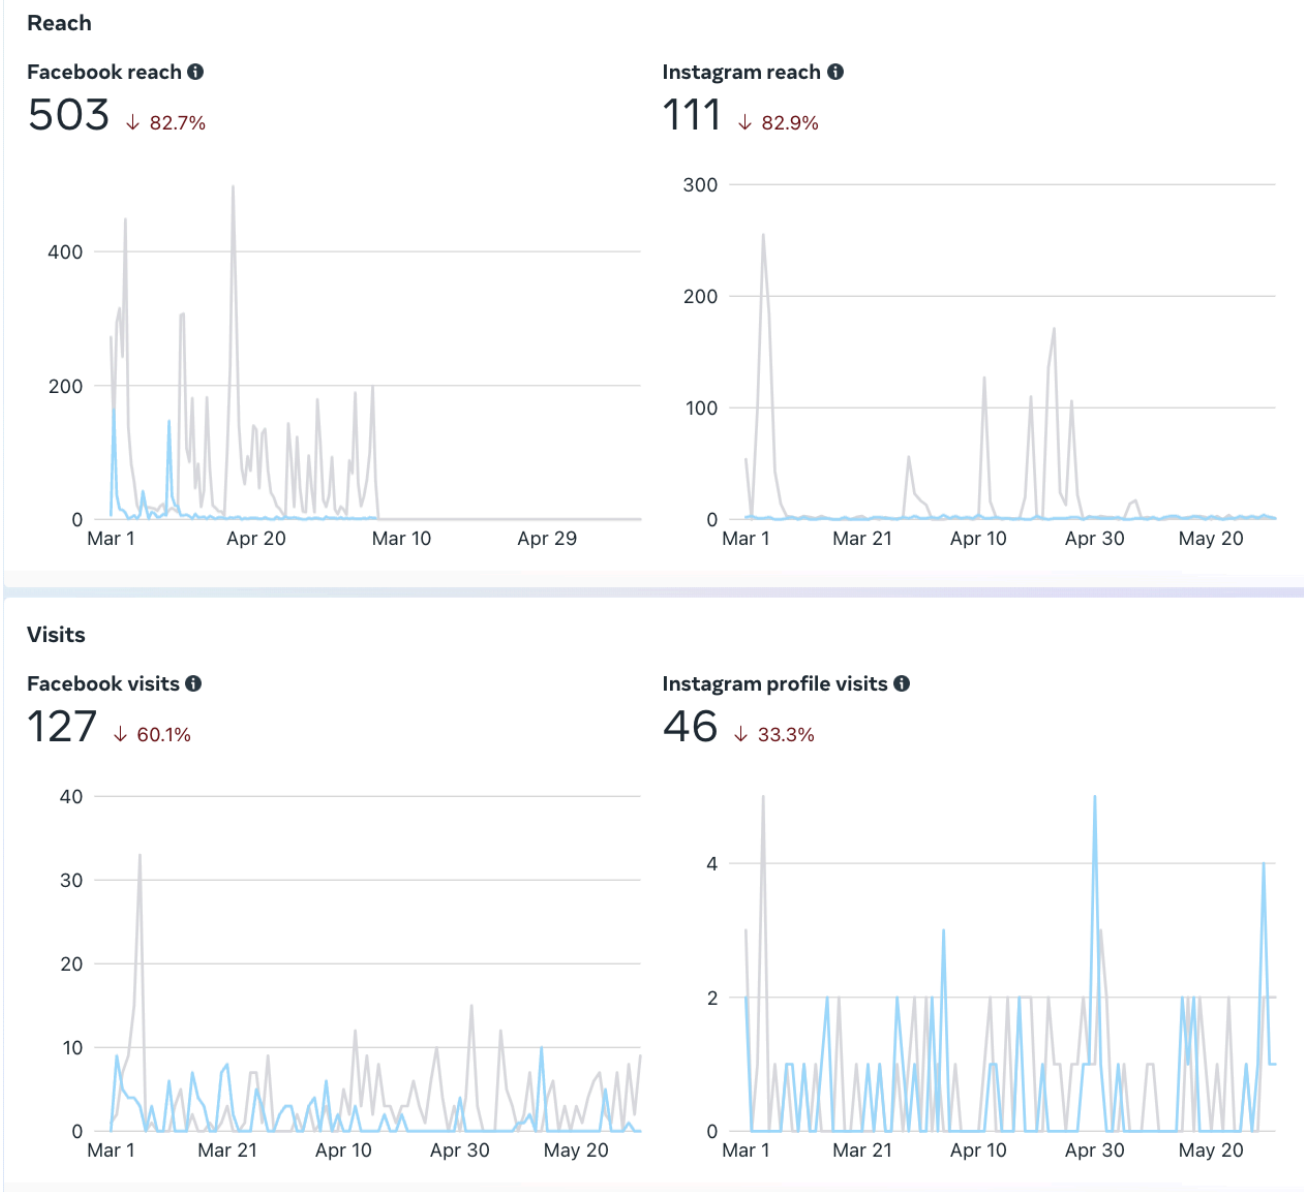 Reach
Facebook reach
503 ↓ 82.7%
400
200
0
Mar 1 Apr 20 Mar 10 Apr 29
Instagram reach
111 ↓ 82.9%
300
200
100
0
Mar 1 Mar 21 Apr 10 Apr 30 May 20
Visits
Facebook visits
127 ↓ 60.1%
40
30
20
10
0
Mar 1 Mar 21 Apr 10 Apr 30 May 20
Instagram profile visits
46 ↓ 33.3%
4
2
0
Mar 1 Mar 21 Apr 10 Apr 30 May 20